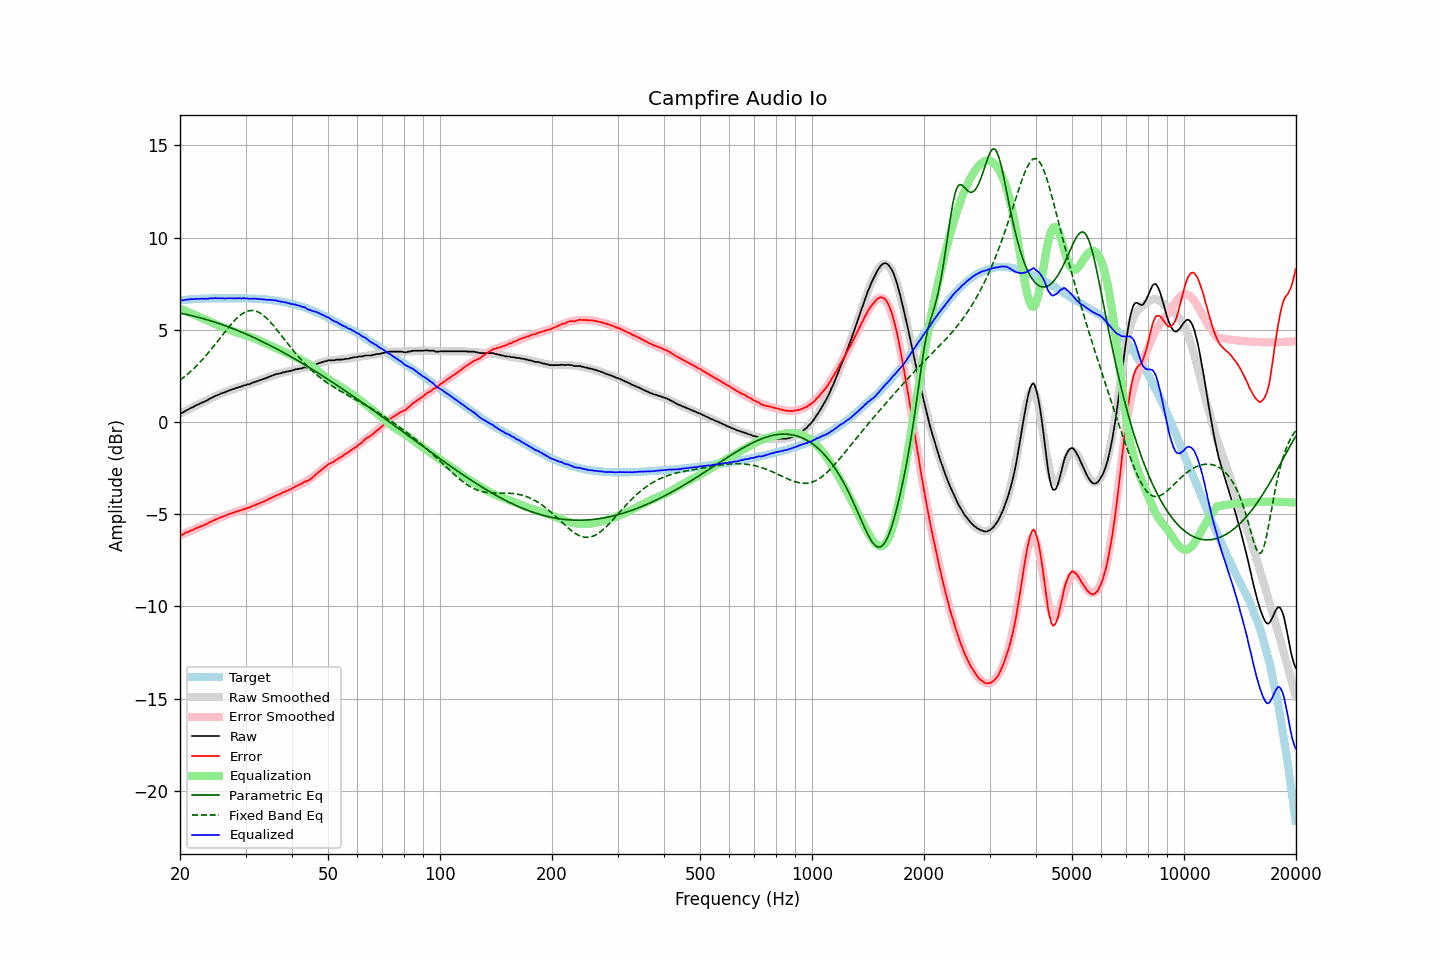 Campfire Audio Io
Amplitude (dBr)
15
10
5
0
−5
−10
−15
−20
Target
Raw Smoothed
Error Smoothed
Raw
Error
Equalization
Parametric Eq
Fixed Band Eq
Equalized
20 50 100 200 500 1000 2000 5000 10000 20000
Frequency (Hz)